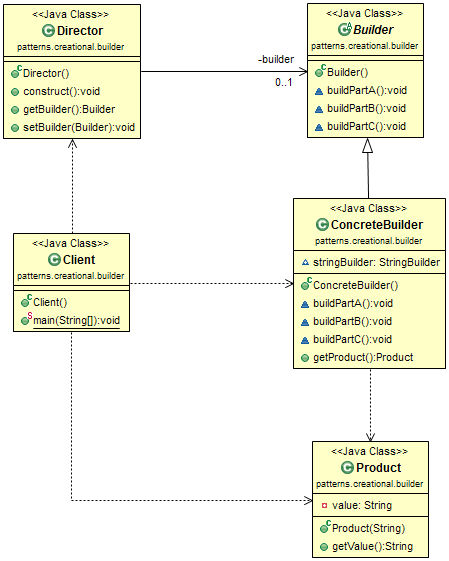 <<Java Class>>
Director
patterns.creational.builder
Director()
construct():void
getBuilder():Builder
setBuilder(Builder):void
-builder
0..1
<<Java Class>>
Builder
patterns.creational.builder
Builder()
buildPartA():void
buildPartB():void
buildPartC():void
<<Java Class>>
Client
patterns.creational.builder
Client()
main(String[]):void
<<Java Class>>
ConcreteBuilder
patterns.creational.builder
stringBuilder: StringBuilder
ConcreteBuilder()
buildPartA():void
buildPartB():void
buildPartC():void
getProduct():Product
<<Java Class>>
Product
patterns.creational.builder
value: String
Product(String)
getValue():String